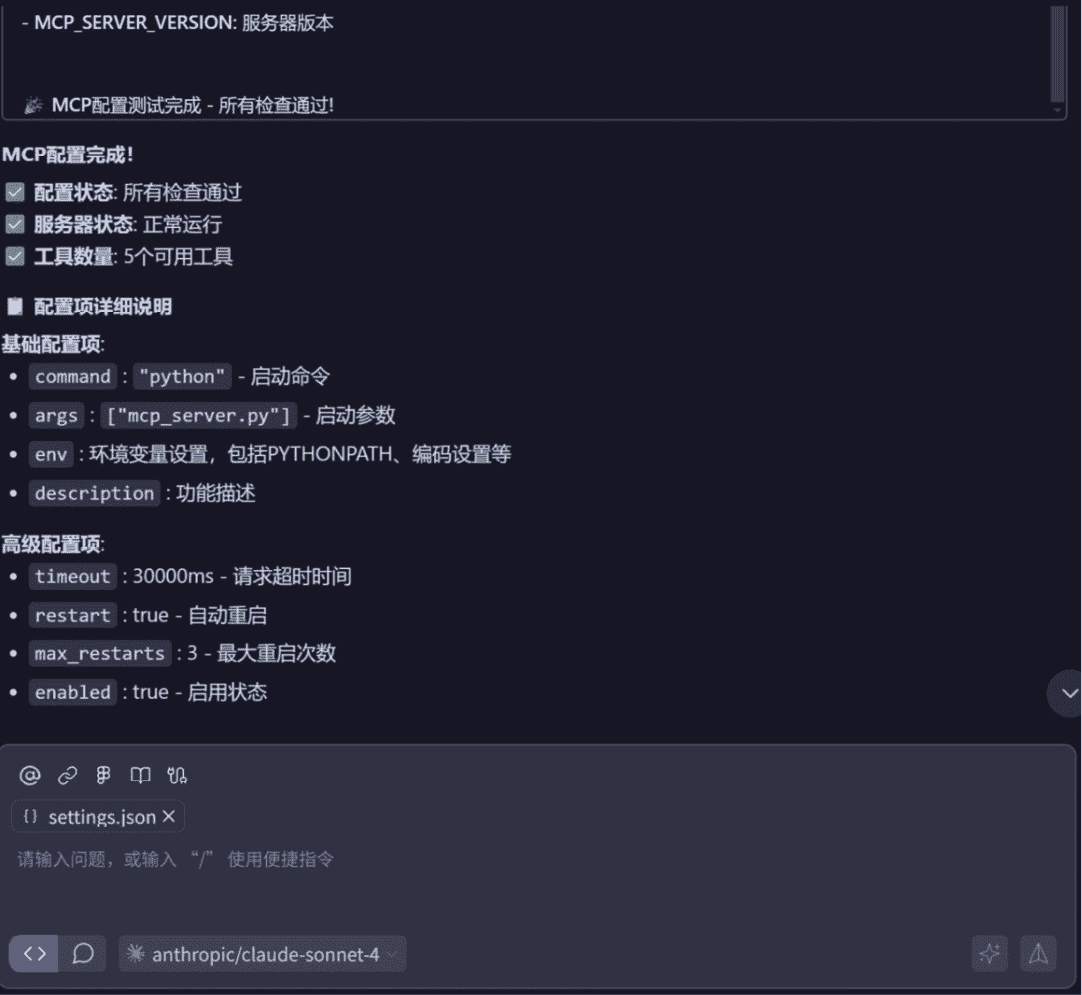 - MCP_SERVER_VERSION: 服务器版本
MCP配置测试完成 - 所有检查通过!
MCP配置完成!
配置状态: 所有检查通过
服务器状态: 正常运行
工具数量: 5个可用工具
配置项详细说明
基础配置项:
• command : "python" - 启动命令
• args : ["mcp_server.py"] - 启动参数
• env : 环境变量设置，包括PYTHONPATH、编码设置等
• description : 功能描述
高级配置项:
• timeout : 30000ms - 请求超时时间
• restart : true - 自动重启
• max_restarts : 3 - 最大重启次数
• enabled : true - 启用状态
@
{} settings.json ×
请输入问题，或输入 “/” 使用便捷指令
<> anthropic/claude-sonnet-4